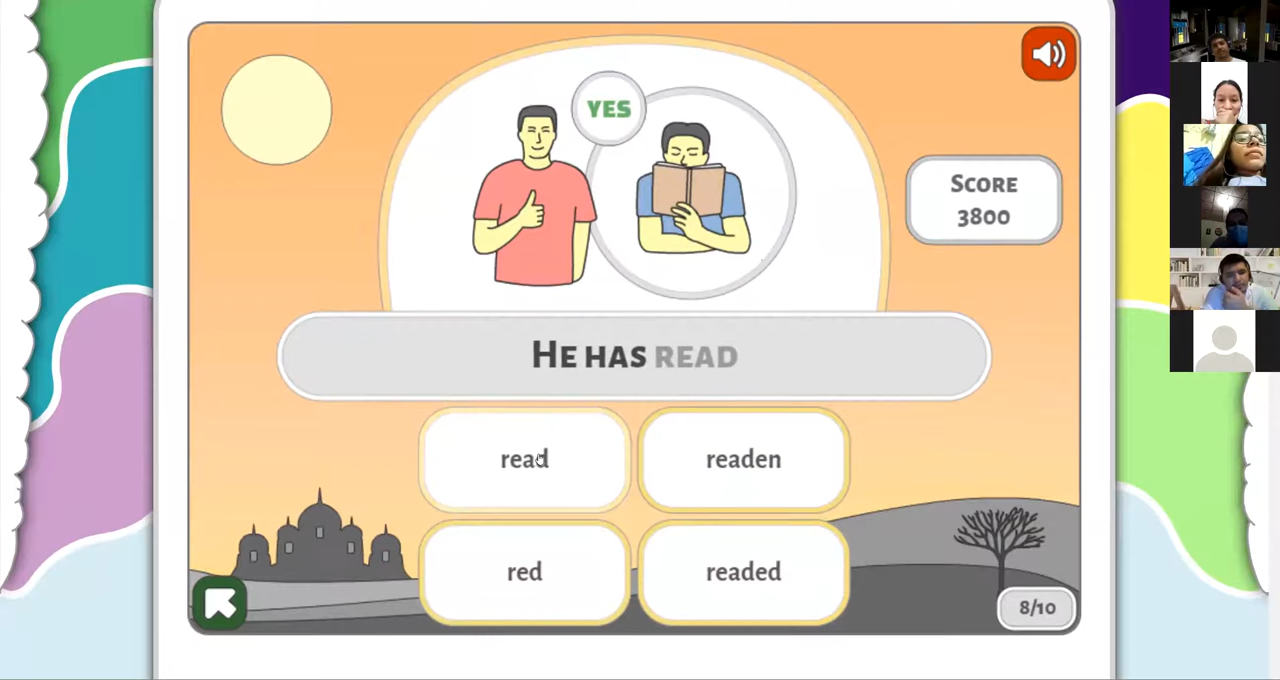 YES
SCORE
3800
HE HAS READ
read
readen
red
readed
8/10